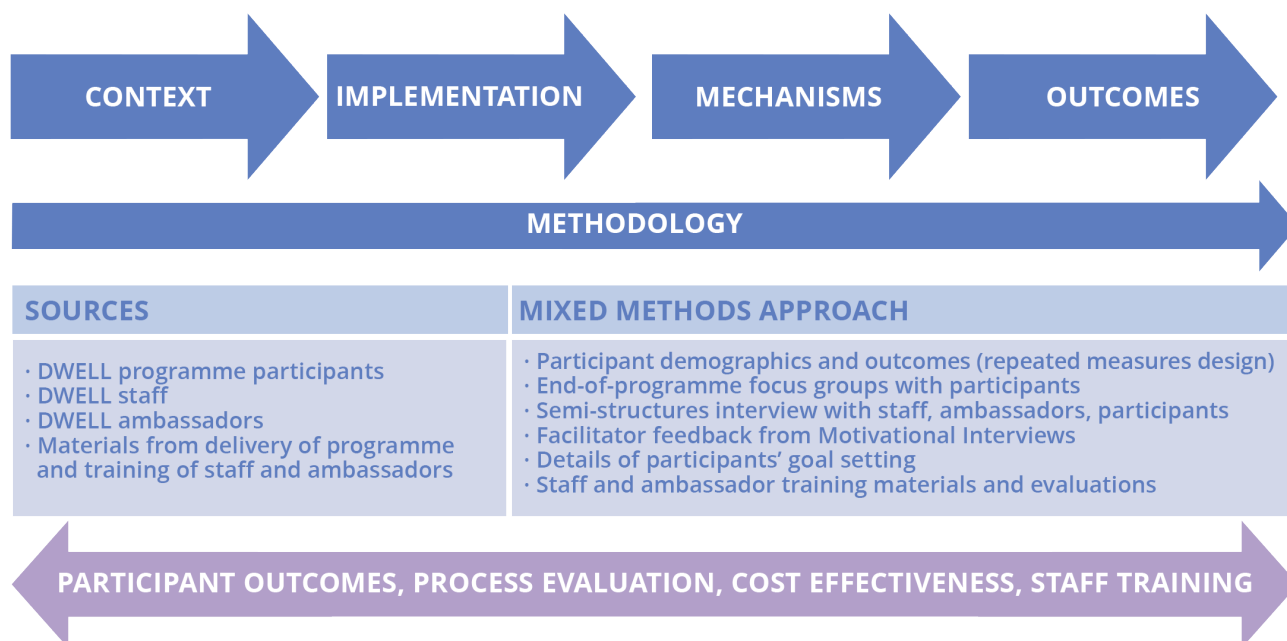 CONTEXT
IMPLEMENTATION
MECHANISMS
OUTCOMES
METHODOLOGY
SOURCES
· DWELL programme participants
· DWELL staff
· DWELL ambassadors
· Materials from delivery of programme
and training of staff and ambassadors
MIXED METHODS APPROACH
· Participant demographics and outcomes (repeated measures design)
· End-of-programme focus groups with participants
· Semi-structures interview with staff, ambassadors, participants
· Facilitator feedback from Motivational Interviews
· Details of participants’ goal setting
· Staff and ambassador training materials and evaluations
PARTICIPANT OUTCOMES, PROCESS EVALUATION, COST EFFECTIVENESS, STAFF TRAINING